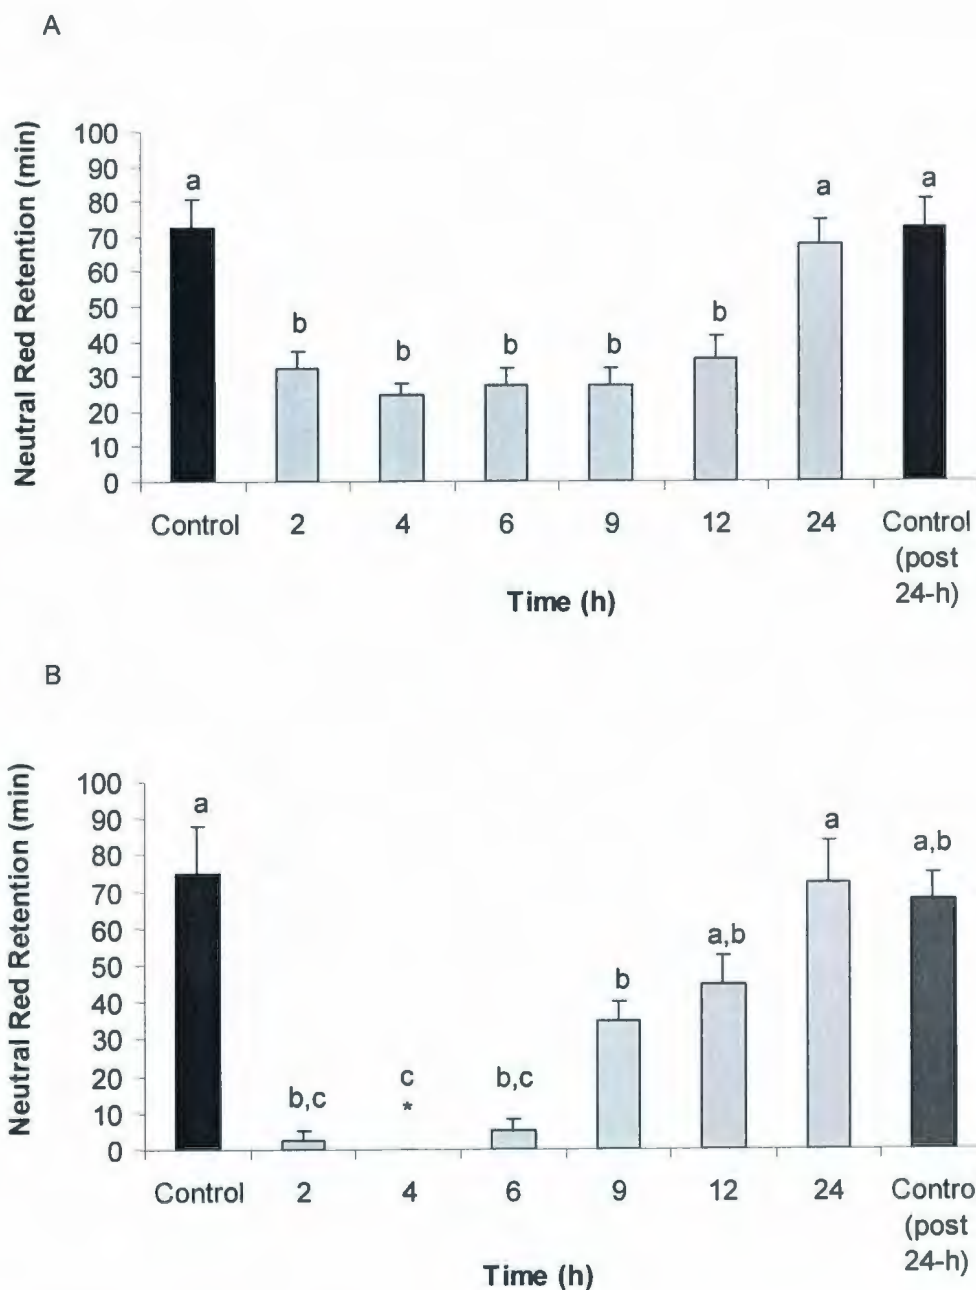 A
Neutral Red Retention (min)
100
90
80
70
60
50
40
30
20
10
0
a
b
b
b
b
b
a
a
Control 2 4 6 9 12 24 Control
(post
24-h)
Time (h)
B
Neutral Red Retention (min)
100
90
80
70
60
50
40
30
20
10
0
a
b,c
c
*
b,c
b
a,b
a
a,b
Control 2 4 6 9 12 24 Contro
(post
24-h)
Time (h)